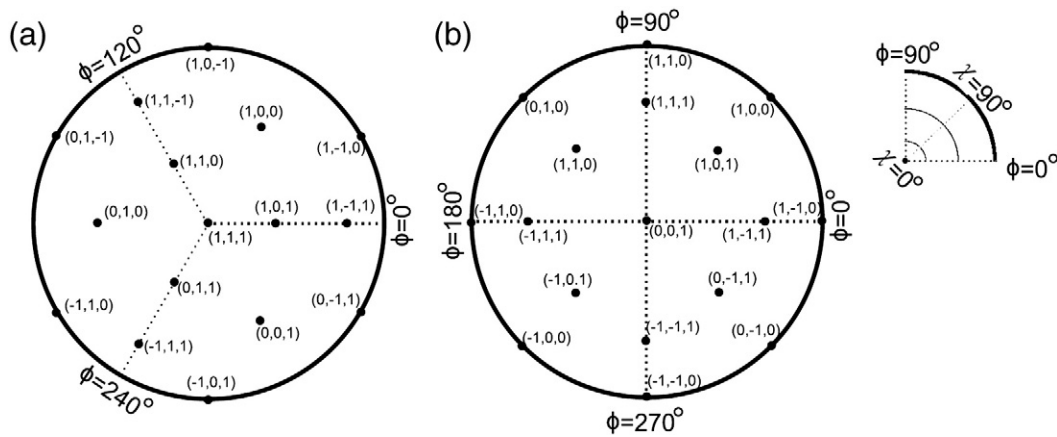 (a)
ϕ=120°
(1,0,-1)
(1,1,-1)
(1,0,0)
(0,1,-1)
(1,-1,0)
(1,1,0)
(0,1,0)
(1,0,1)
(1,-1,1)
ϕ=0°
(1,1,1)
(0,1,1)
(-1,1,0)
(0,-1,1)
(0,0,1)
(-1,1,1)
(-1,0,1)
ϕ=240°
(b)
ϕ=90°
(1,1,0)
(0,1,0)
(1,1,1)
(1,0,0)
(1,1,0)
(1,0,1)
ϕ=180°
(-1,1,0)
(-1,1,1)
(0,0,1)
(1,-1,0)
(1,-1,1)
ϕ=0°
(-1,0.1)
(0,-1,1)
(-1,0,0)
(-1,-1,1)
(0,-1,0)
(-1,-1,0)
ϕ=270°
ϕ=90°
χ=90°
χ=0°
ϕ=0°